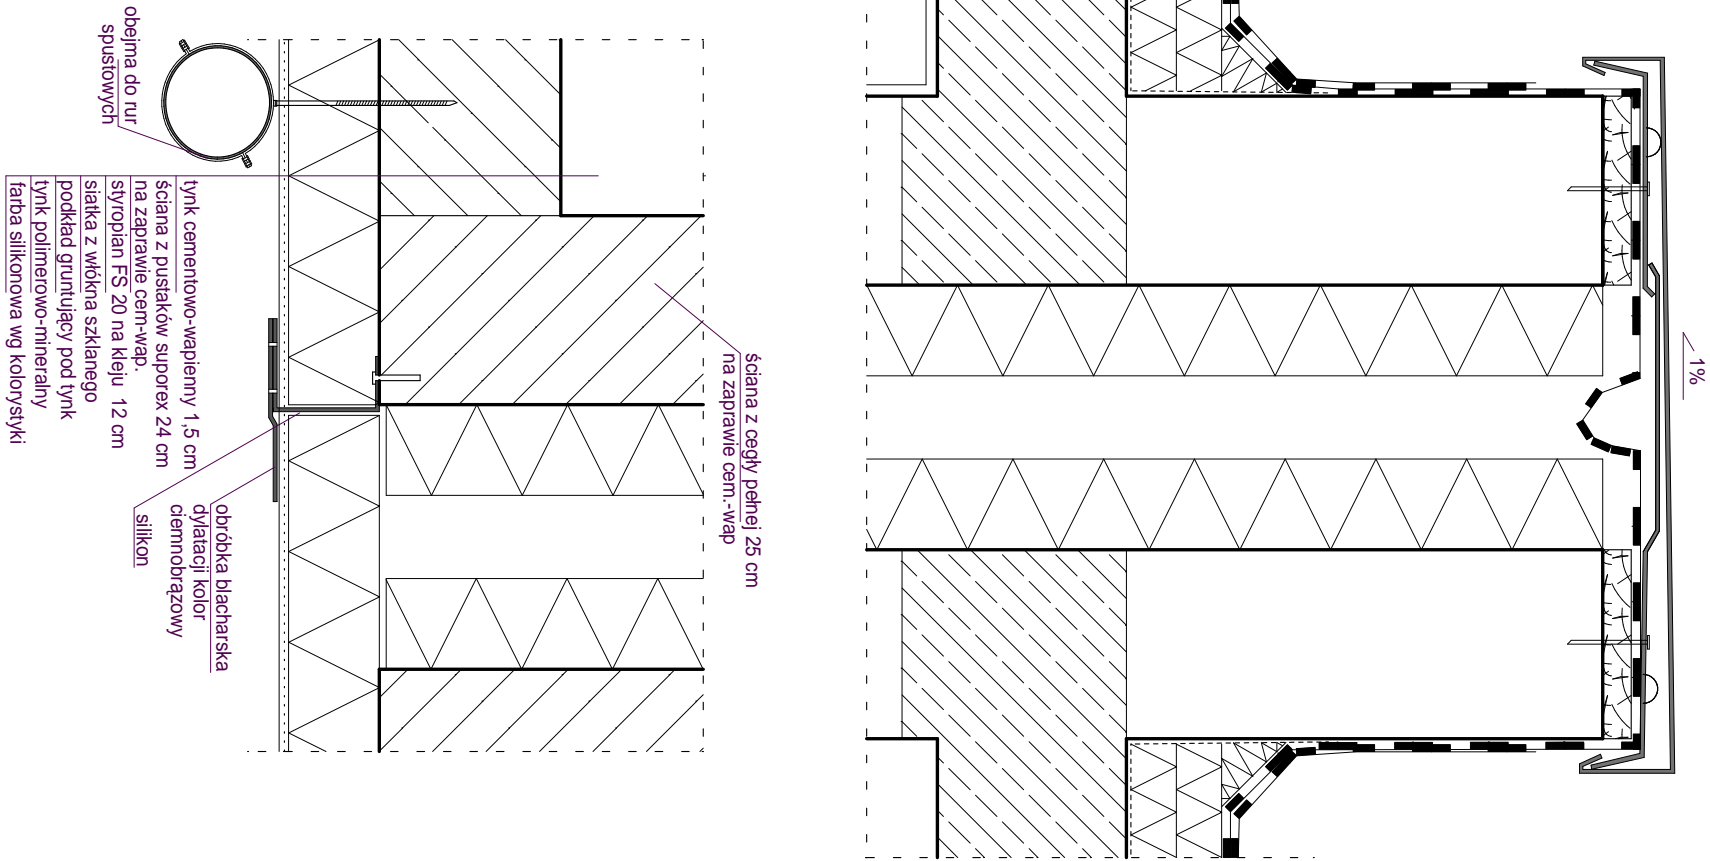 obejma do rur
spustowych
tynk cementowo-wapienny 1,5 cm
ściana z pustaków suporex 24 cm
na zaprawie cem-wap.
styropian FS 20 na kleju 12 cm
siatka z włókna szklanego
podkład gruntujący pod tynk
tynk polimerowo-mineralny
farba silikonowa wg kolorystyki
obróbka blacharska
dylatacji kolor
ciemnobrązowy
silikon
ściana z cegły pełnej 25 cm
na zaprawie cem.-wap
1%